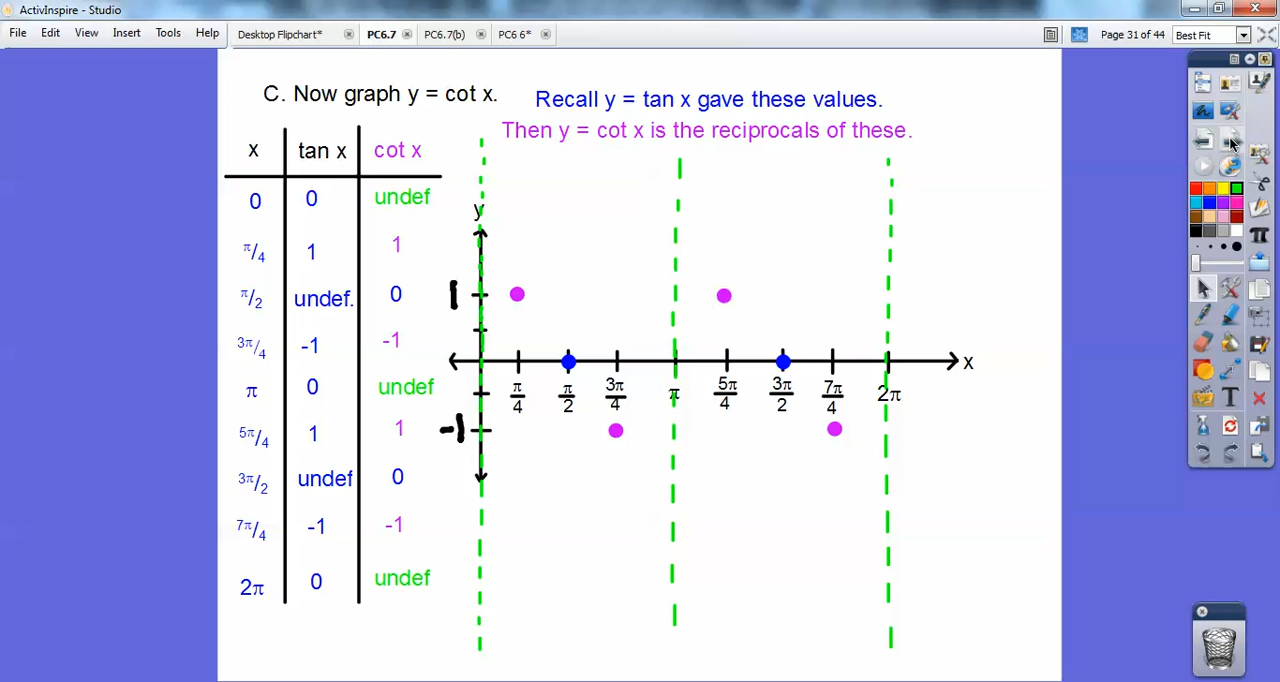 ActivInspire - Studio
File Edit View Insert Tools Help Desktop Flipchart* PC6.7 PC6.7(b) PC6 6* Page 31 of 44 Best Fit
C. Now graph y = cot x. Recall y = tan x gave these values.
Then y = cot x is the reciprocals of these.
x tan x cot x
0 0 undef
π/4 1 1
π/2 undef. 0
3π/4 -1 -1
π 0 undef
5π/4 1 1
3π/2 undef 0
7π/4 -1 -1
2π 0 undef
y
1
x
π/4 π/2 3π/4 π 5π/4 3π/2 7π/4 2π
-1